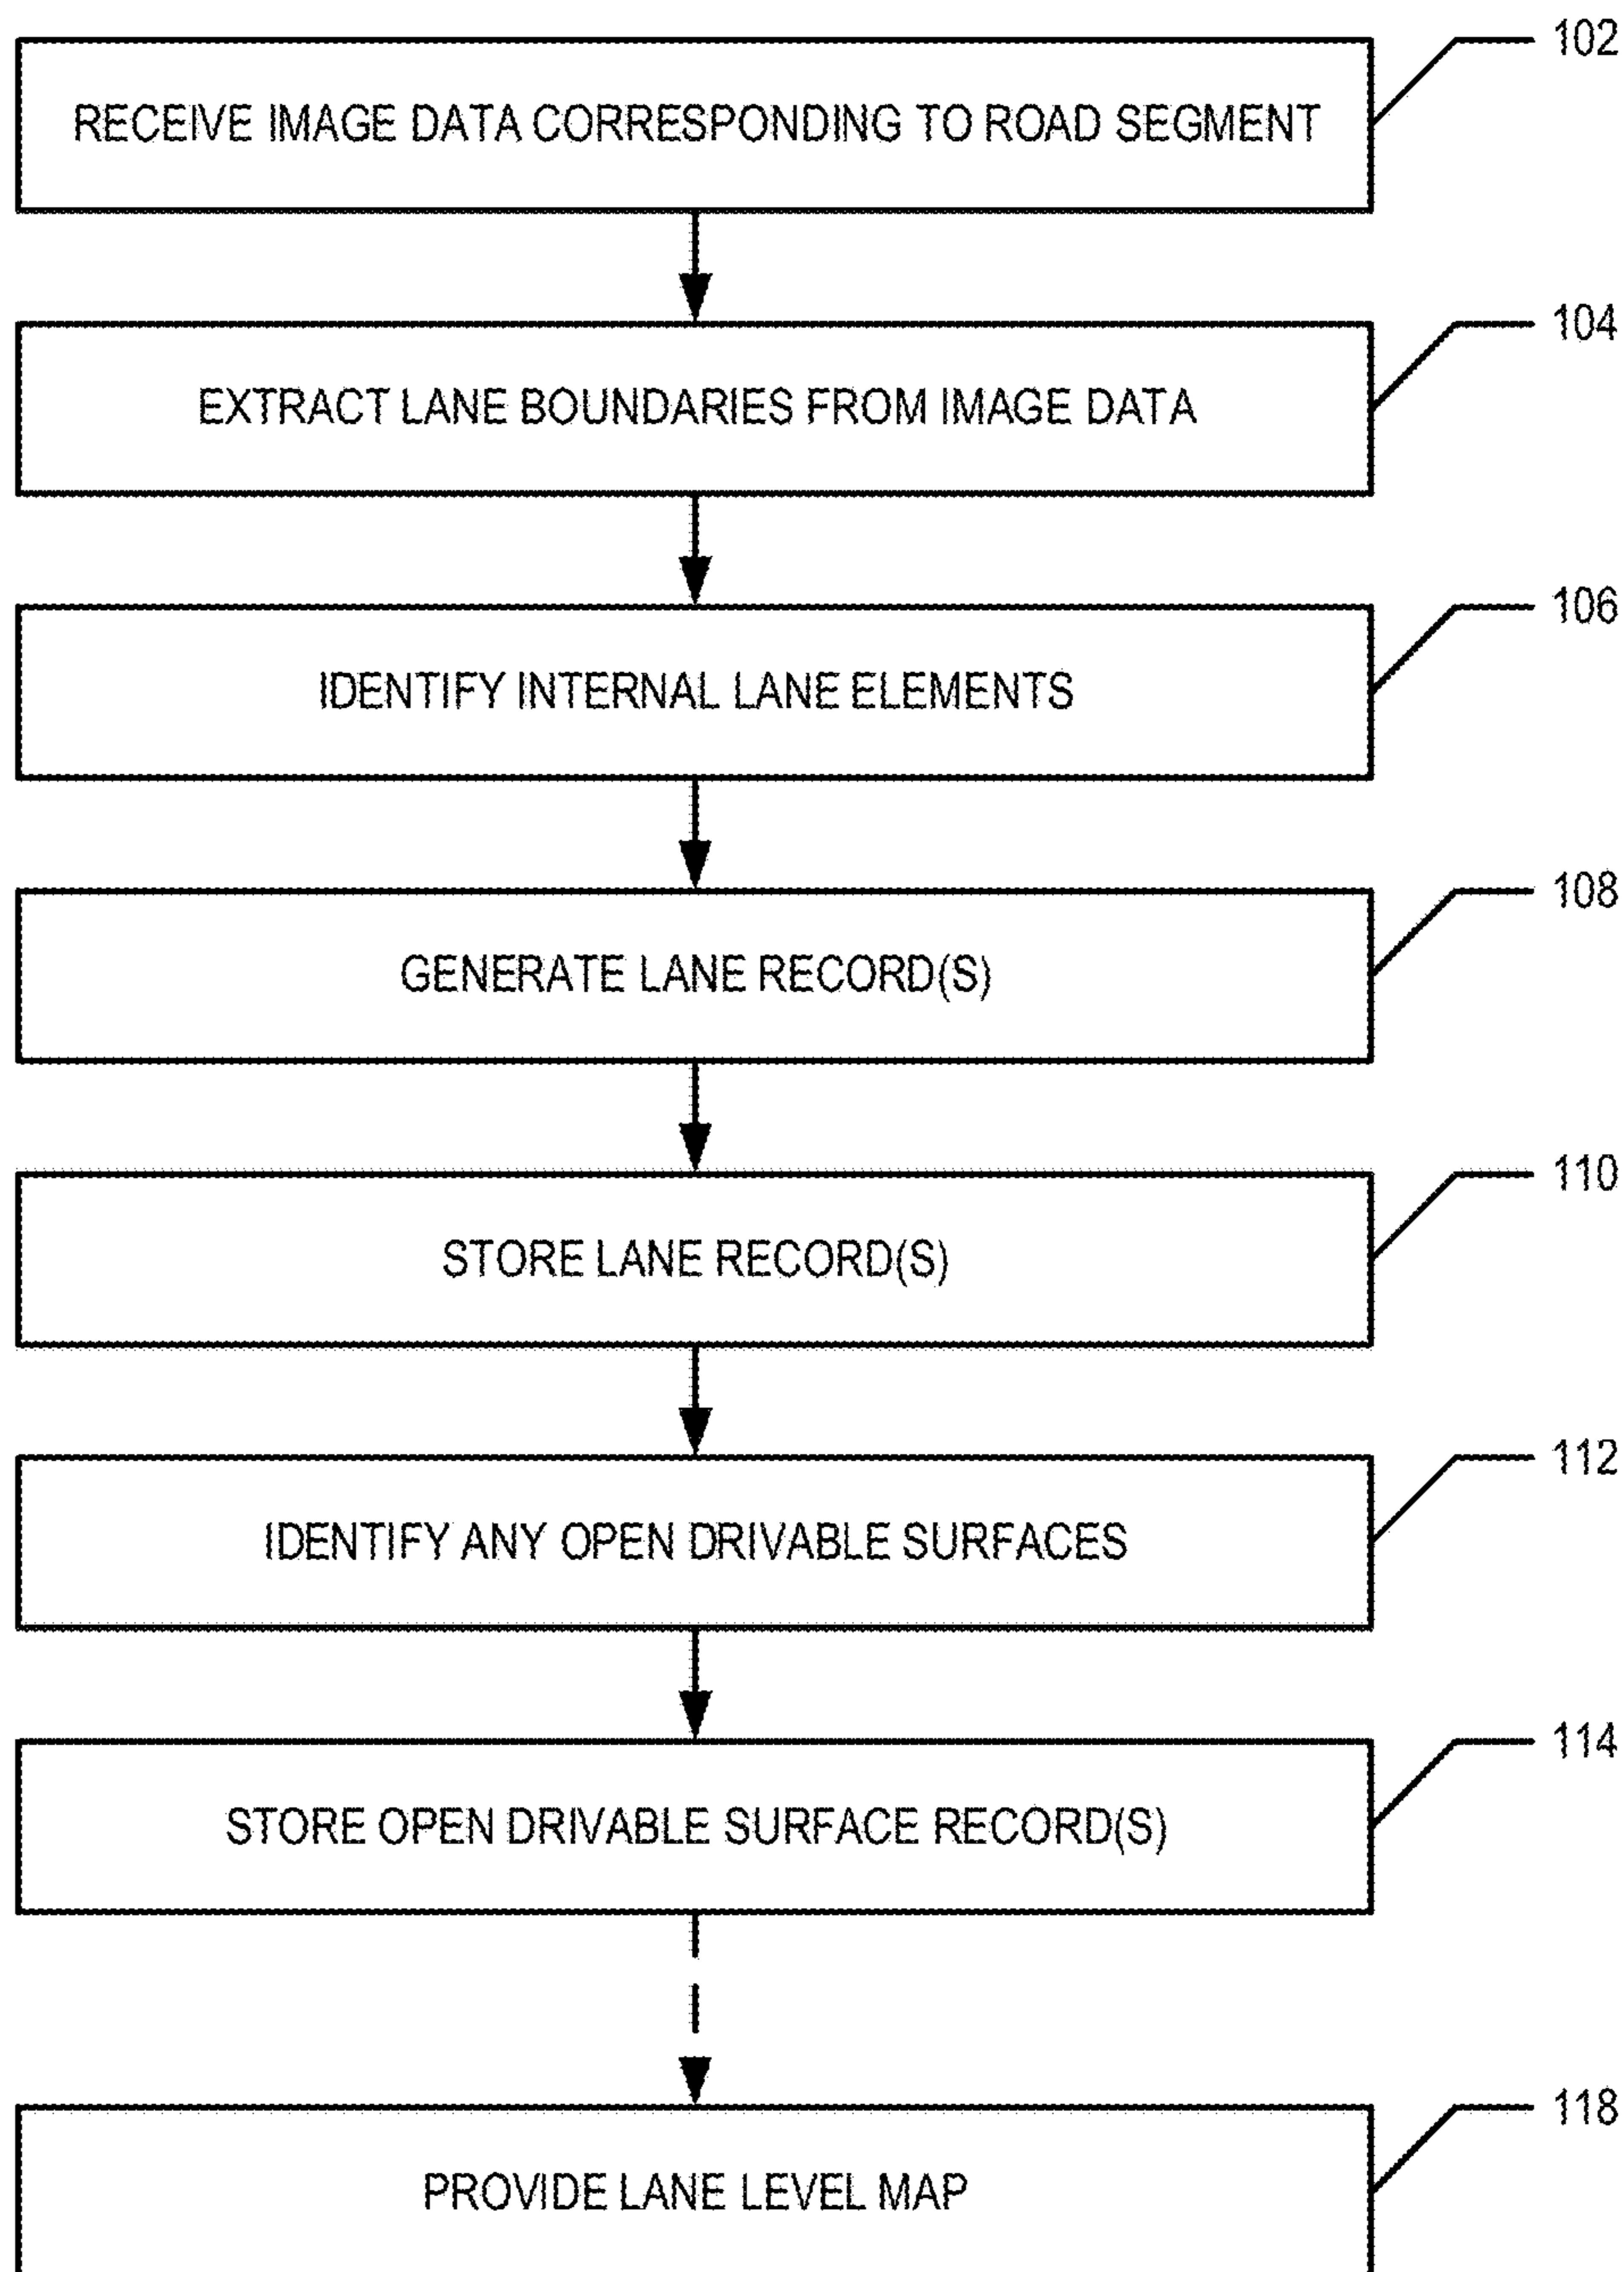 102
RECEIVE IMAGE DATA CORRESPONDING TO ROAD SEGMENT
104
EXTRACT LANE BOUNDARIES FROM IMAGE DATA
106
IDENTIFY INTERNAL LANE ELEMENTS
108
GENERATE LANE RECORD(S)
110
STORE LANE RECORD(S)
112
IDENTIFY ANY OPEN DRIVABLE SURFACES
114
STORE OPEN DRIVABLE SURFACE RECORD(S)
118
PROVIDE LANE LEVEL MAP